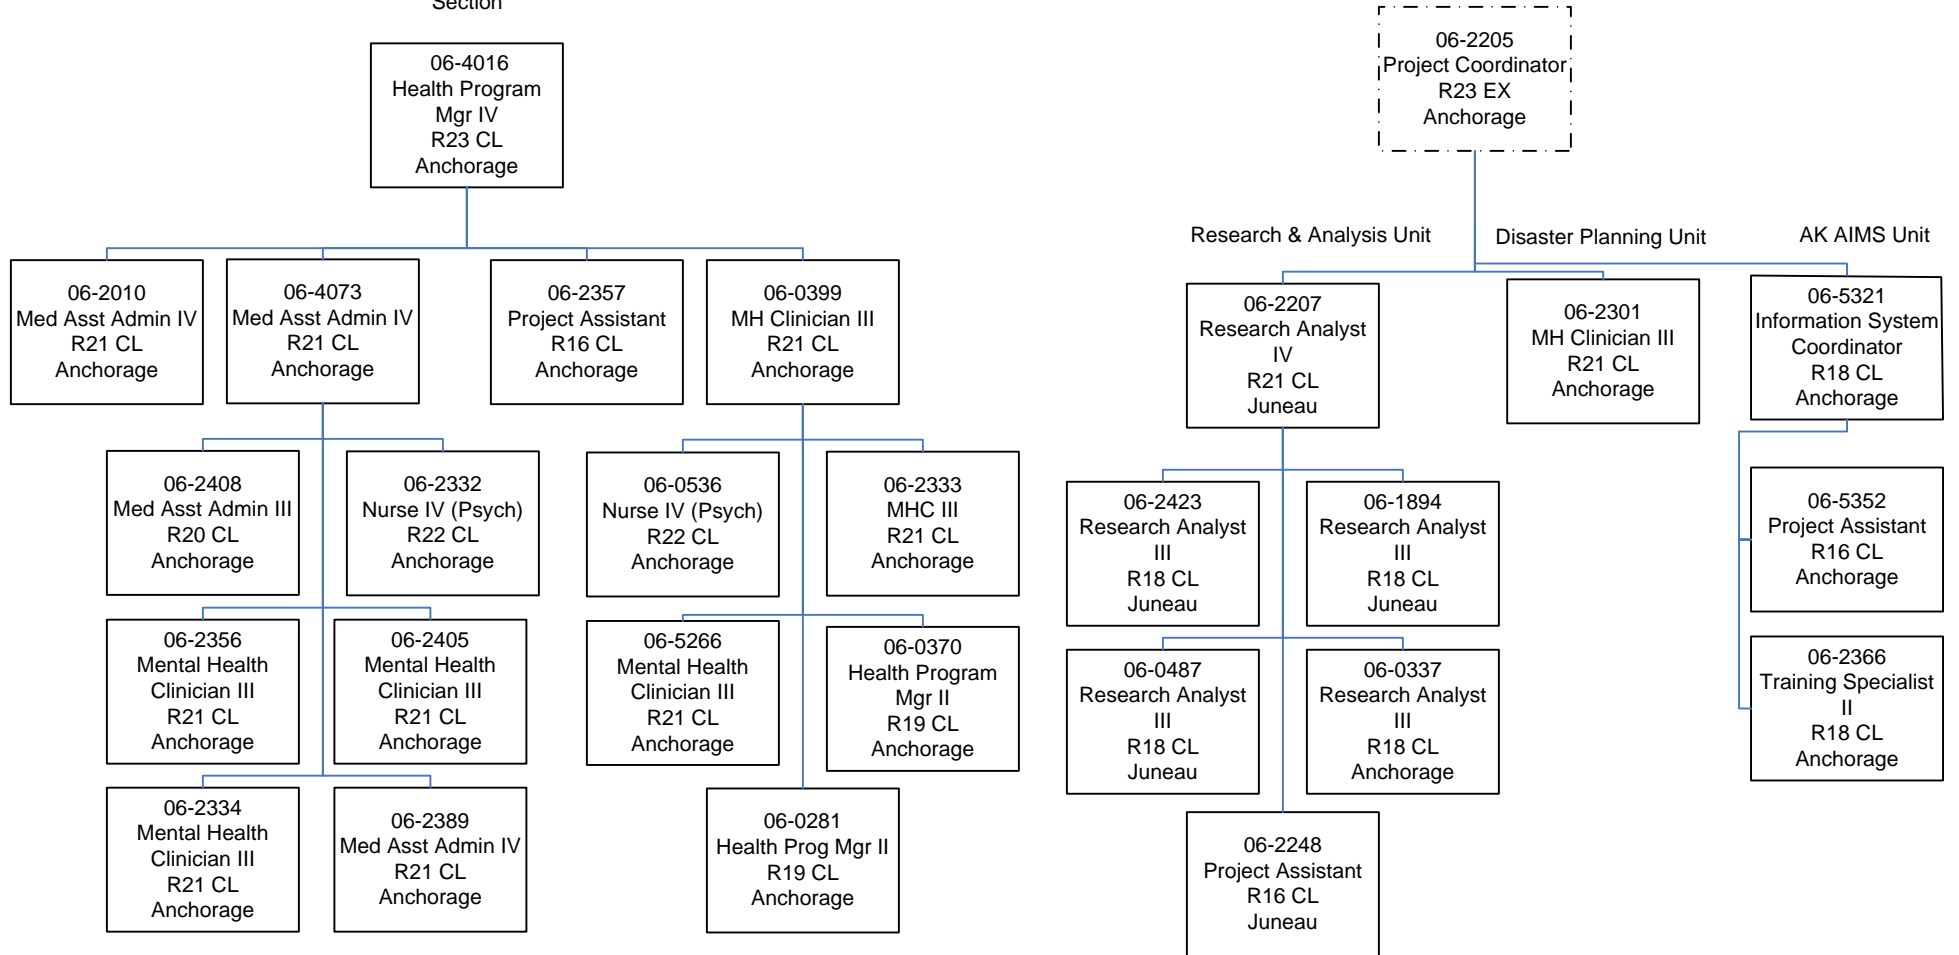 Section
06-4016
Health Program
Mgr IV
R23 CL
Anchorage
06-2010
Med Asst Admin IV
R21 CL
Anchorage
06-4073
Med Asst Admin IV
R21 CL
Anchorage
06-2357
Project Assistant
R16 CL
Anchorage
06-0399
MH Clinician III
R21 CL
Anchorage
06-2408
Med Asst Admin III
R20 CL
Anchorage
06-2332
Nurse IV (Psych)
R22 CL
Anchorage
06-0536
Nurse IV (Psych)
R22 CL
Anchorage
06-2333
MHC III
R21 CL
Anchorage
06-2356
Mental Health
Clinician III
R21 CL
Anchorage
06-2405
Mental Health
Clinician III
R21 CL
Anchorage
06-5266
Mental Health
Clinician III
R21 CL
Anchorage
06-0370
Health Program
Mgr II
R19 CL
Anchorage
06-2334
Mental Health
Clinician III
R21 CL
Anchorage
06-2389
Med Asst Admin IV
R21 CL
Anchorage
06-0281
Health Prog Mgr II
R19 CL
Anchorage
06-2205
Project Coordinator
R23 EX
Anchorage
Research & Analysis Unit
Disaster Planning Unit
AK AIMS Unit
06-2207
Research Analyst
IV
R21 CL
Juneau
06-2301
MH Clinician III
R21 CL
Anchorage
06-5321
Information System
Coordinator
R18 CL
Anchorage
06-2423
Research Analyst
III
R18 CL
Juneau
06-1894
Research Analyst
III
R18 CL
Juneau
06-5352
Project Assistant
R16 CL
Anchorage
06-0487
Research Analyst
III
R18 CL
Juneau
06-0337
Research Analyst
III
R18 CL
Anchorage
06-2366
Training Specialist
II
R18 CL
Anchorage
06-2248
Project Assistant
R16 CL
Juneau